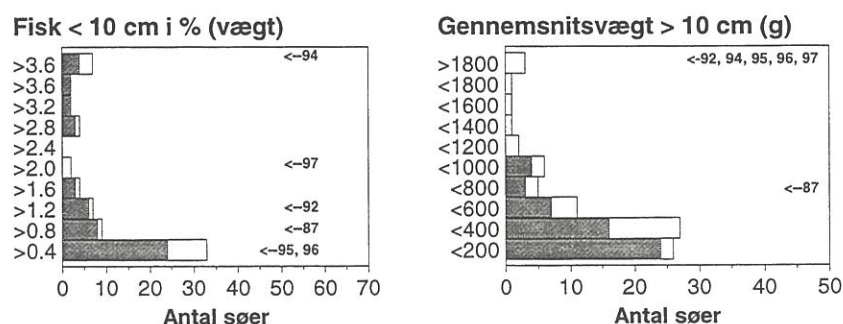 Fisk < 10 cm i % (vægt)
>3.6 <–94
>3.6
>3.2
>2.8
>2.4
>2.0 <–97
>1.6
>1.2 <–92
>0.8 <–87
>0.4 <–95, 96
0 10 20 30 40 50 60 70
Antal søer
Gennemsnitsvægt > 10 cm (g)
>1800 <-92, 94, 95, 96, 97
<1800
<1600
<1400
<1200
<1000
<800 <–87
<600
<400
<200
0 10 20 30 40 50
Antal søer